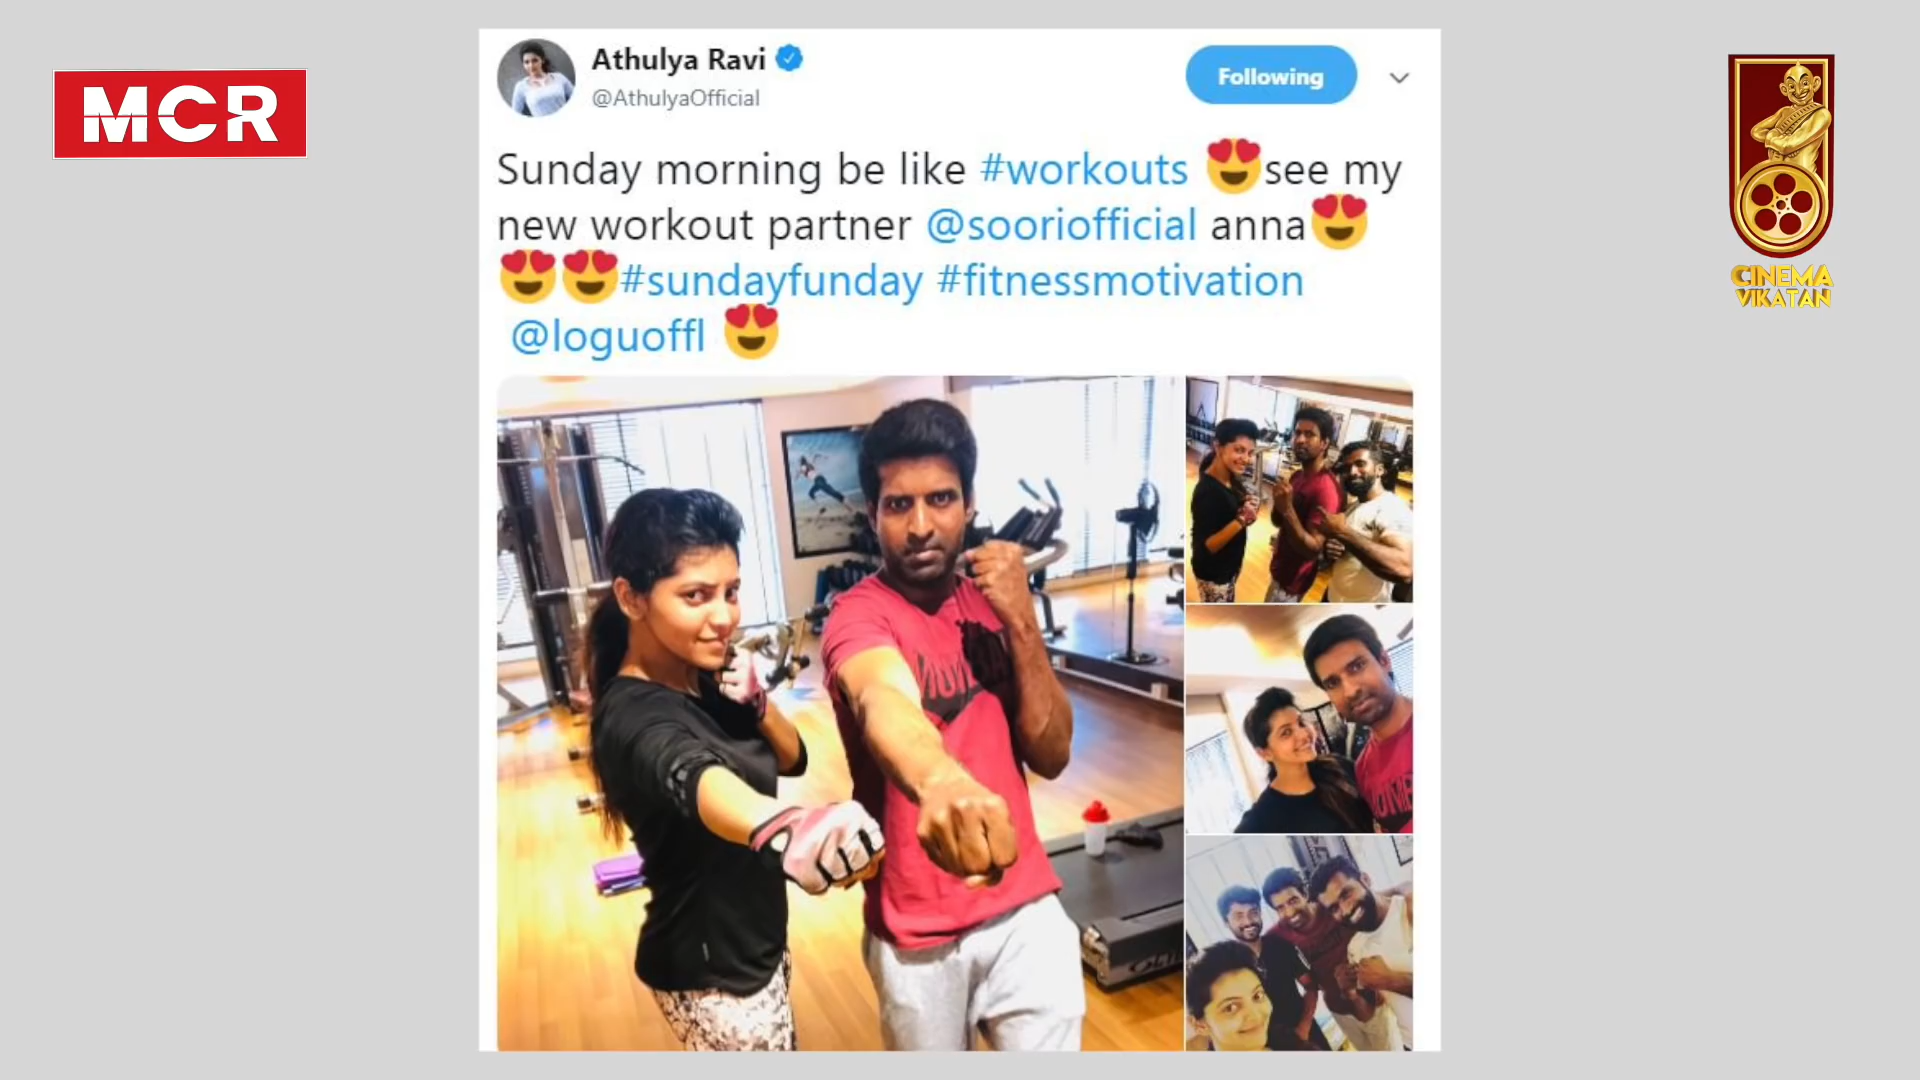 MCR
Athulya Ravi
@AthulyaOfficial
Following
Sunday morning be like #workouts 😍see my
new workout partner @sooriofficial anna😍
😍😍#sundayfunday #fitnessmotivation
@loguoffl 😍
CINEMA
VIKATAN